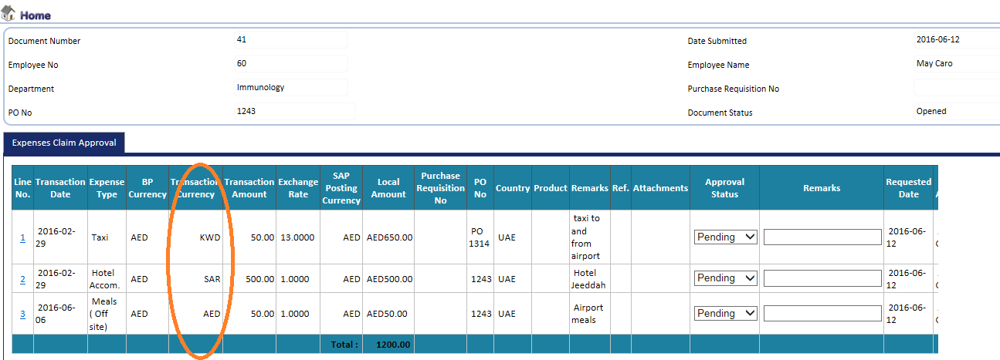 Home
Document Number 41 Date Submitted 2016-06-12
Employee No 60 Employee Name May Caro
Department Immunology Purchase Requisition No
PO No 1243 Document Status Opened
Expenses Claim Approval
Line No. Transaction Date Expense Type BP Currency Transaction Currency Transaction Amount Exchange Rate SAP Posting Currency Local Amount Purchase Requisition No PO No Country Product Remarks Ref. Attachments Approval Status Remarks Requested Date
1 2016-02-29 Taxi AED KWD 50.00 13.0000 AED AED650.00 PO 1314 UAE taxi to and from airport Pending 2016-06-12
2 2016-02-29 Hotel Accom. AED SAR 500.00 1.0000 AED AED500.00 1243 UAE Hotel Jeeddah Pending 2016-06-12
3 2016-06-06 Meals ( Off site) AED AED 50.00 1.0000 AED AED50.00 1243 UAE Airport meals Pending 2016-06-12
Total : 1200.00